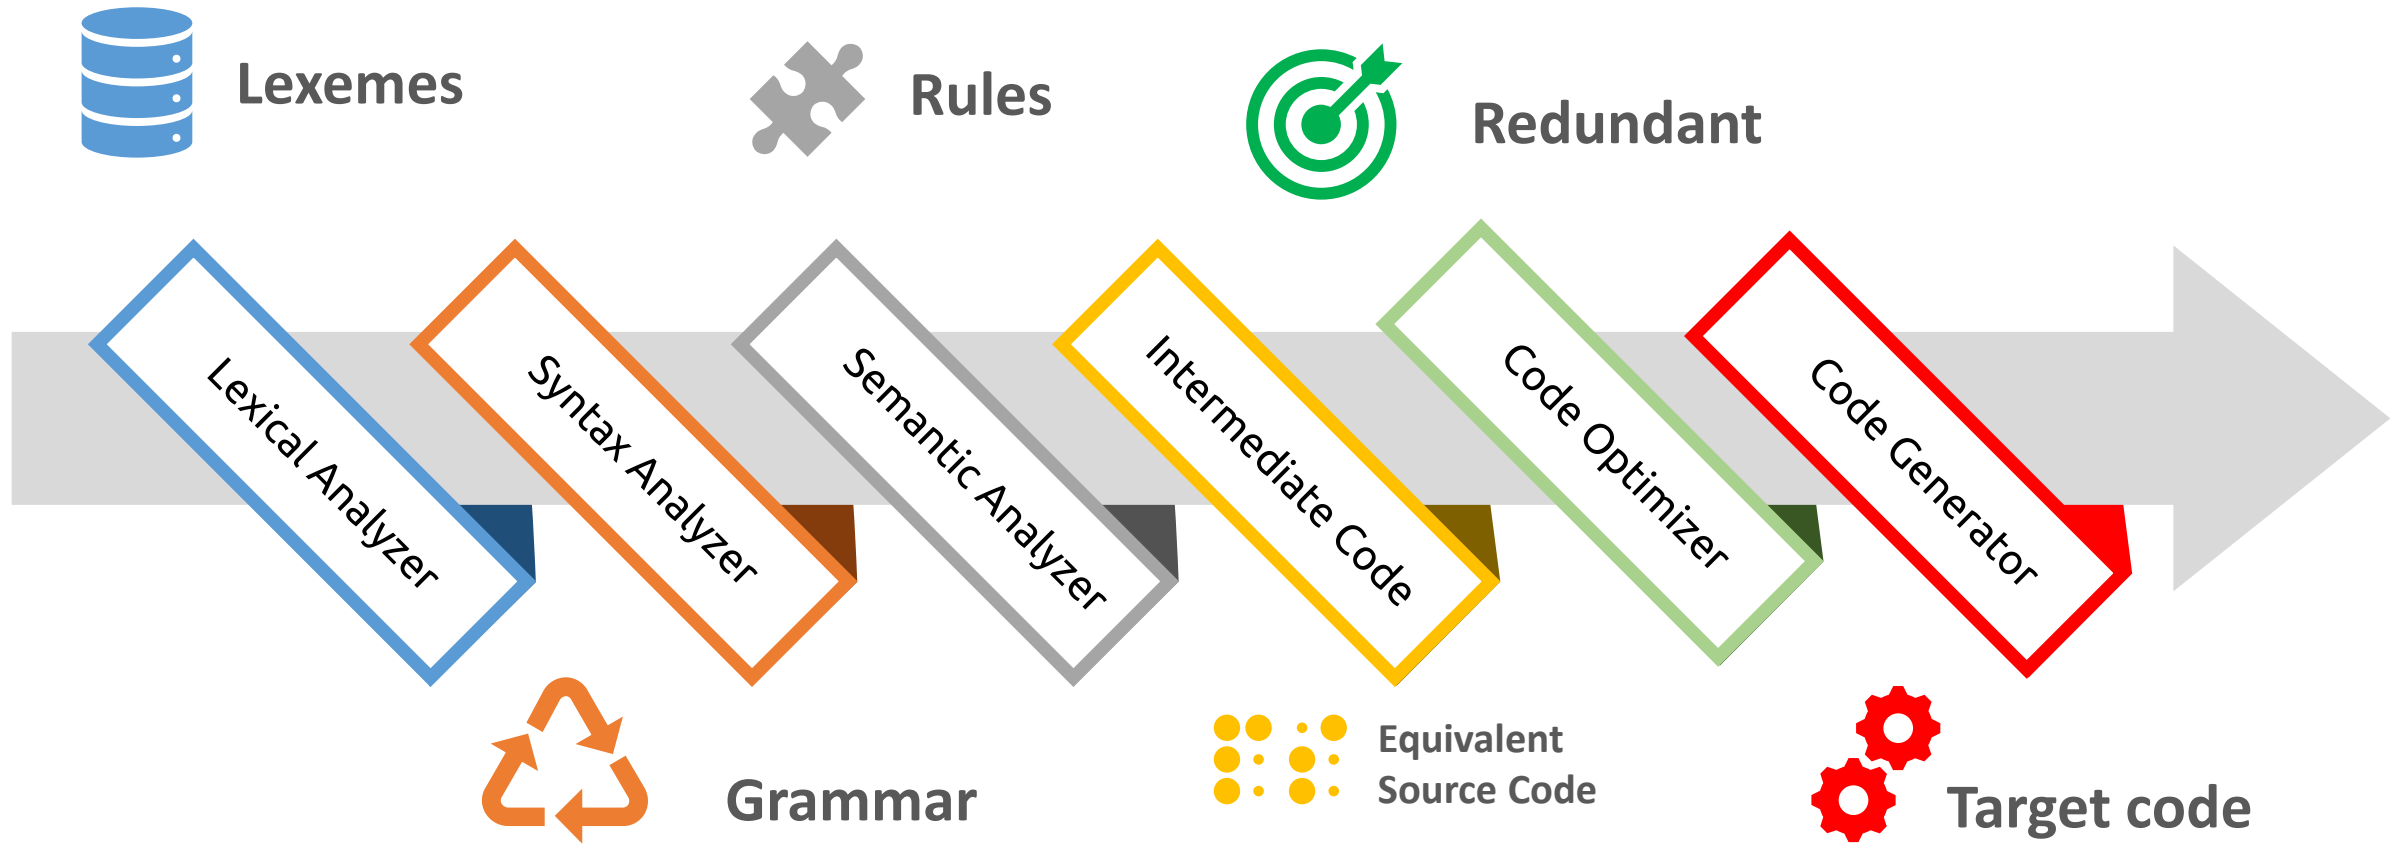 Lexemes
Rules
Redundant
Lexical Analyzer
Syntax Analyzer
Semantic Analyzer
Intermediate Code
Code Optimizer
Code Generator
Grammar
Equivalent
Source Code
Target code